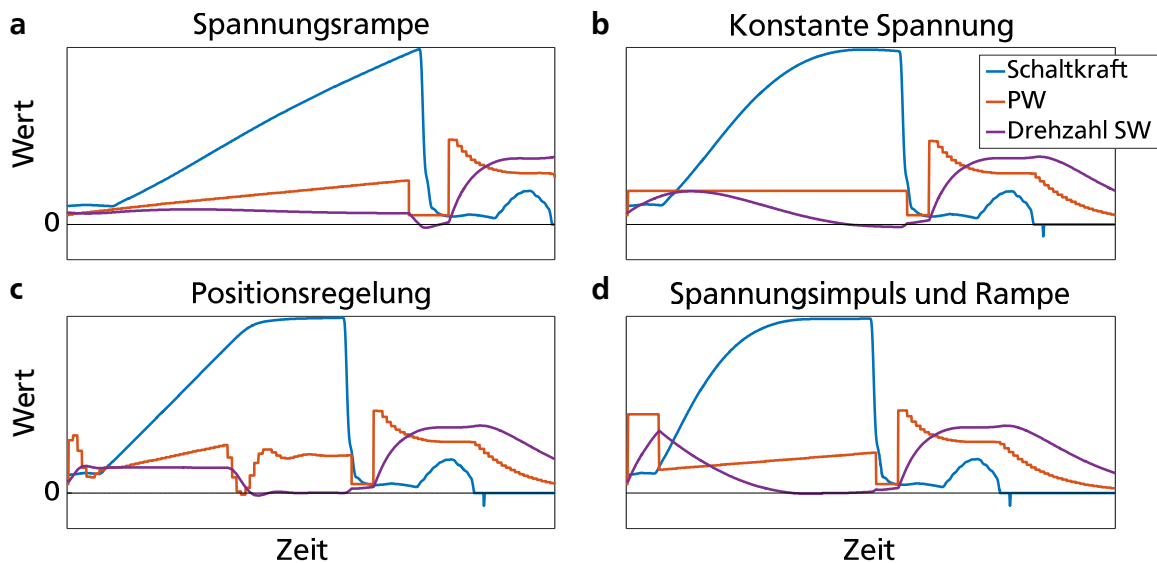 a Spannungsrampe
b Konstante Spannung
Wert
0
Schaltkraft
PW
Drehzahl SW
c Positionsregelung
d Spannungsimpuls und Rampe
Wert
0
Zeit
Zeit